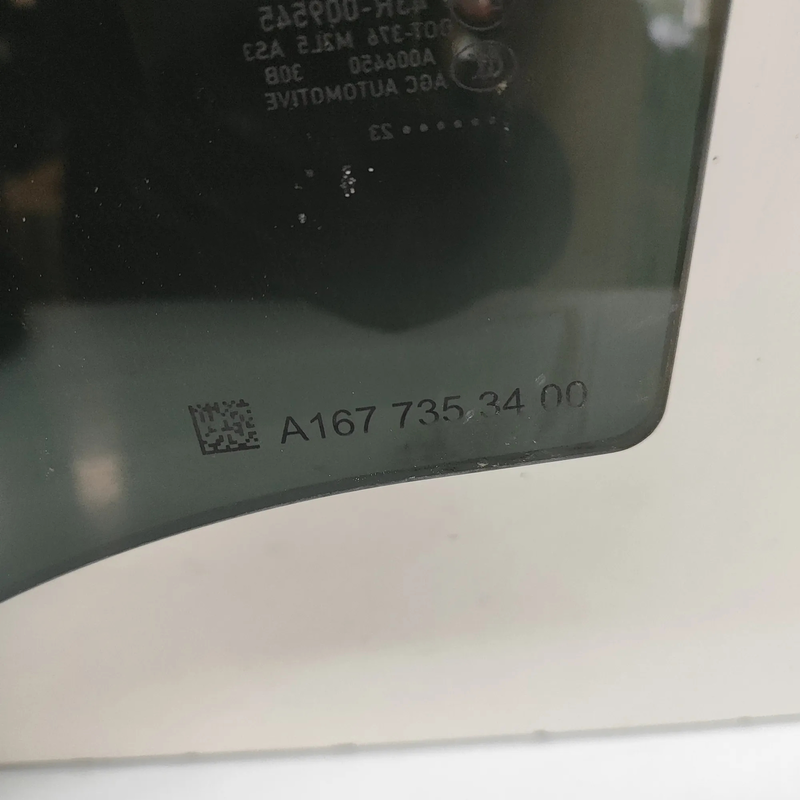 43R-009545
DOT-376 M2L5 AS3
A006450 30B
AGC AUTOMOTIVE
•••••••23
A167 735 34 00